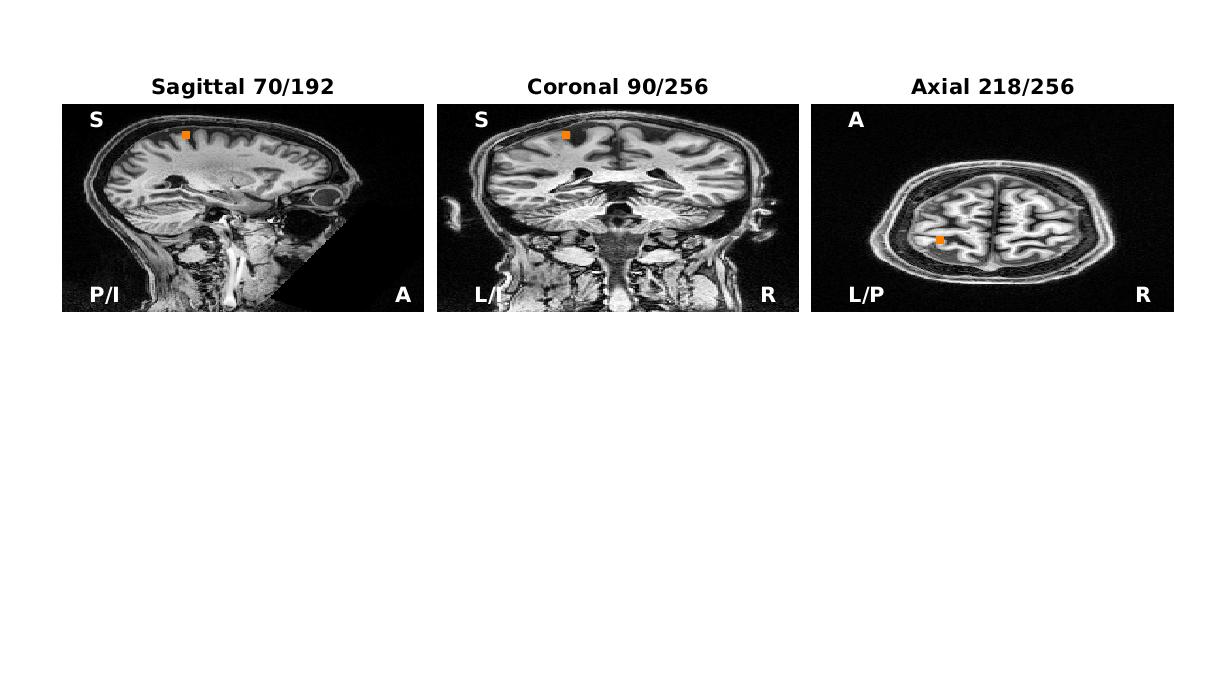 Sagittal 70/192
Coronal 90/256
Axial 218/256
S
S
A
P/I
A
L/I
R
L/P
R